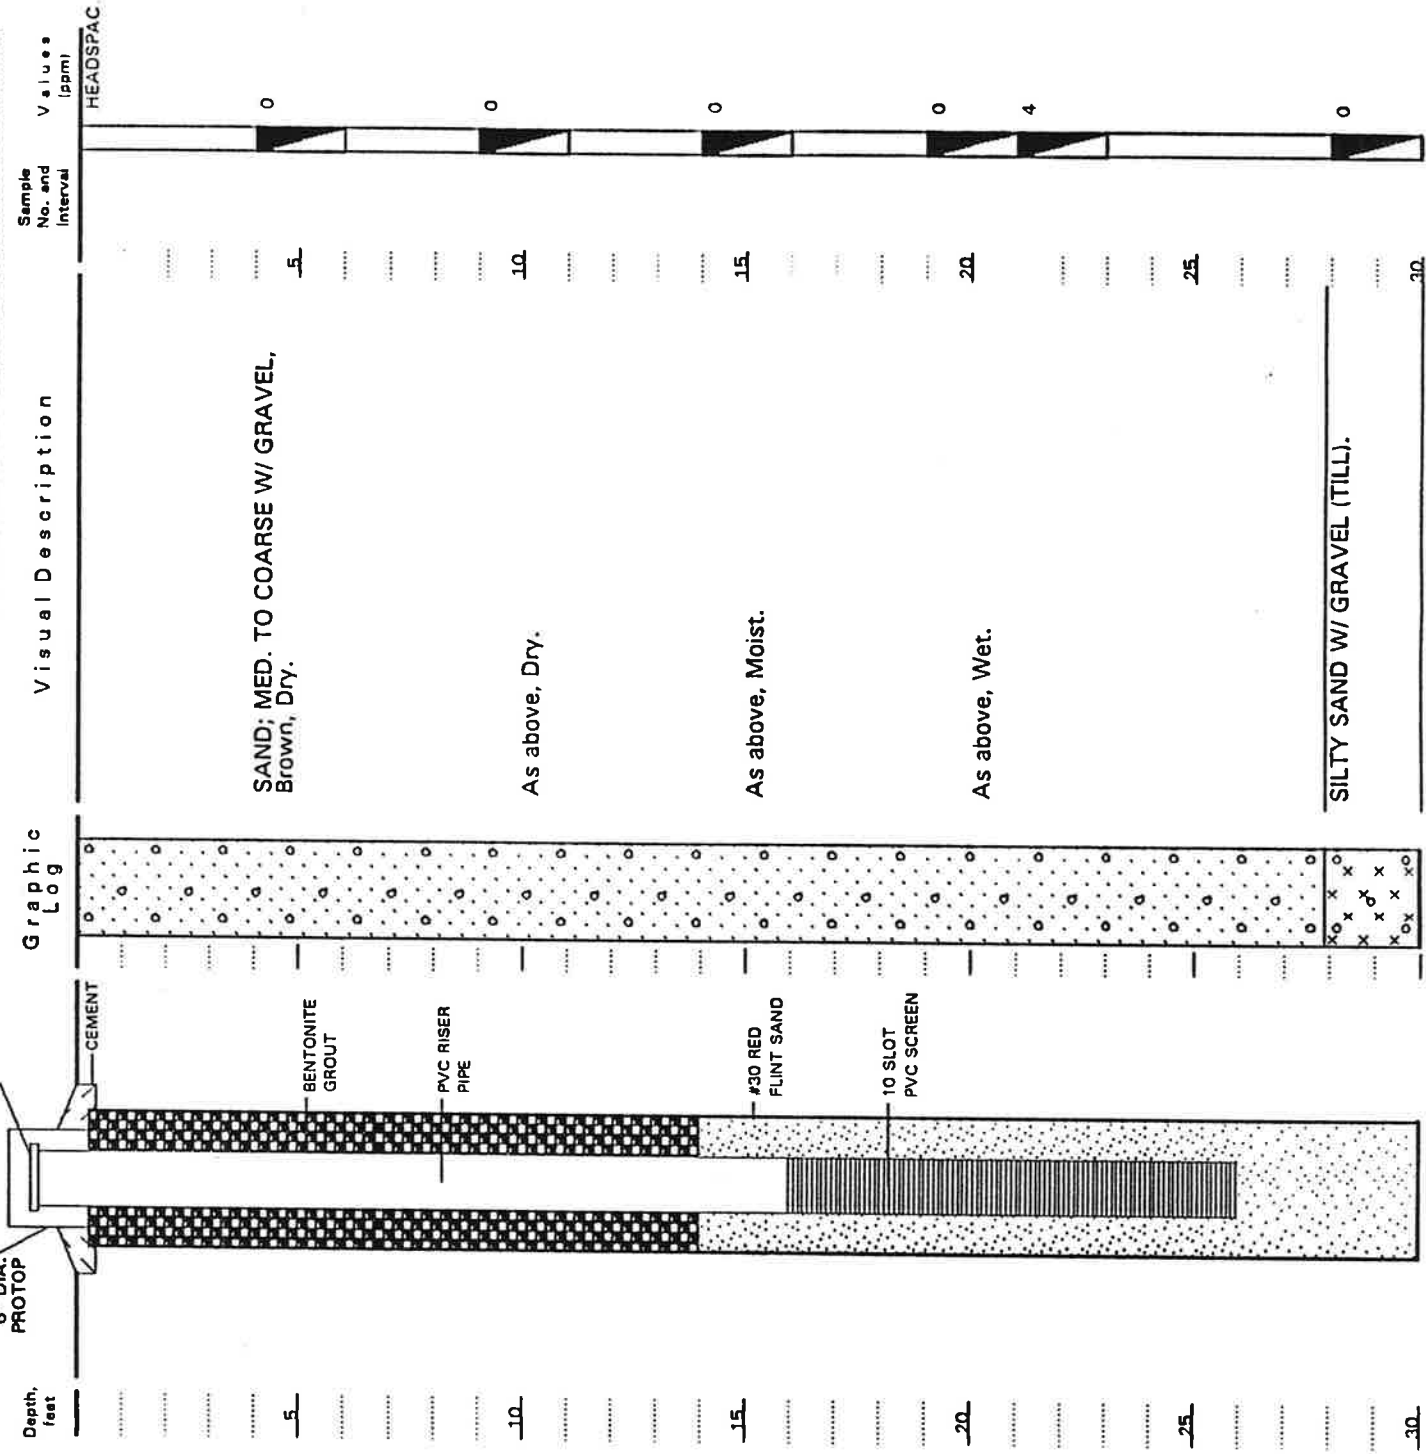 Depth,
feet
Graphic
Log
Visual Description
Sample
No. and
Interval
Values
(ppm)
HEADSPAC
DIA.
PROTOP
CEMENT
BENTONITE
GROUT
PVC RISER
PIPE
#30 RED
FLINT SAND
10 SLOT
PVC SCREEN
5
10
15
20
25
30
SAND; MED. TO COARSE W/ GRAVEL,
Brown, Dry.
As above, Dry.
As above, Moist.
As above, Wet.
SILTY SAND W/ GRAVEL (TILL).
5
10
15
20
25
30
0
0
0
0
4
0